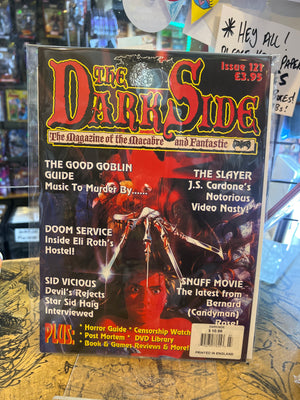 * HEY ALL!
THE
Issue 127
£3.95
DARK SIDE
The Magazine of the Macabre and Fantastic
THE GOOD GOBLIN
GUIDE
Music To Murder By......
THE SLAYER
J.S. Cardone's
Notorious
Video Nasty!
DOOM SERVICE
Inside Eli Roth's
Hostel!
SID VICIOUS
Devil's Rejects
Star Sid Haig
Interviewed
SNUFF MOVIE
The latest from
Bernard
(Candyman)
Rose!
PLUS:
• Horror Guide • Censorship Watch
Post Mortem • DVD Library
Book & Games Reviews & More!
PRINTED IN ENGLAND